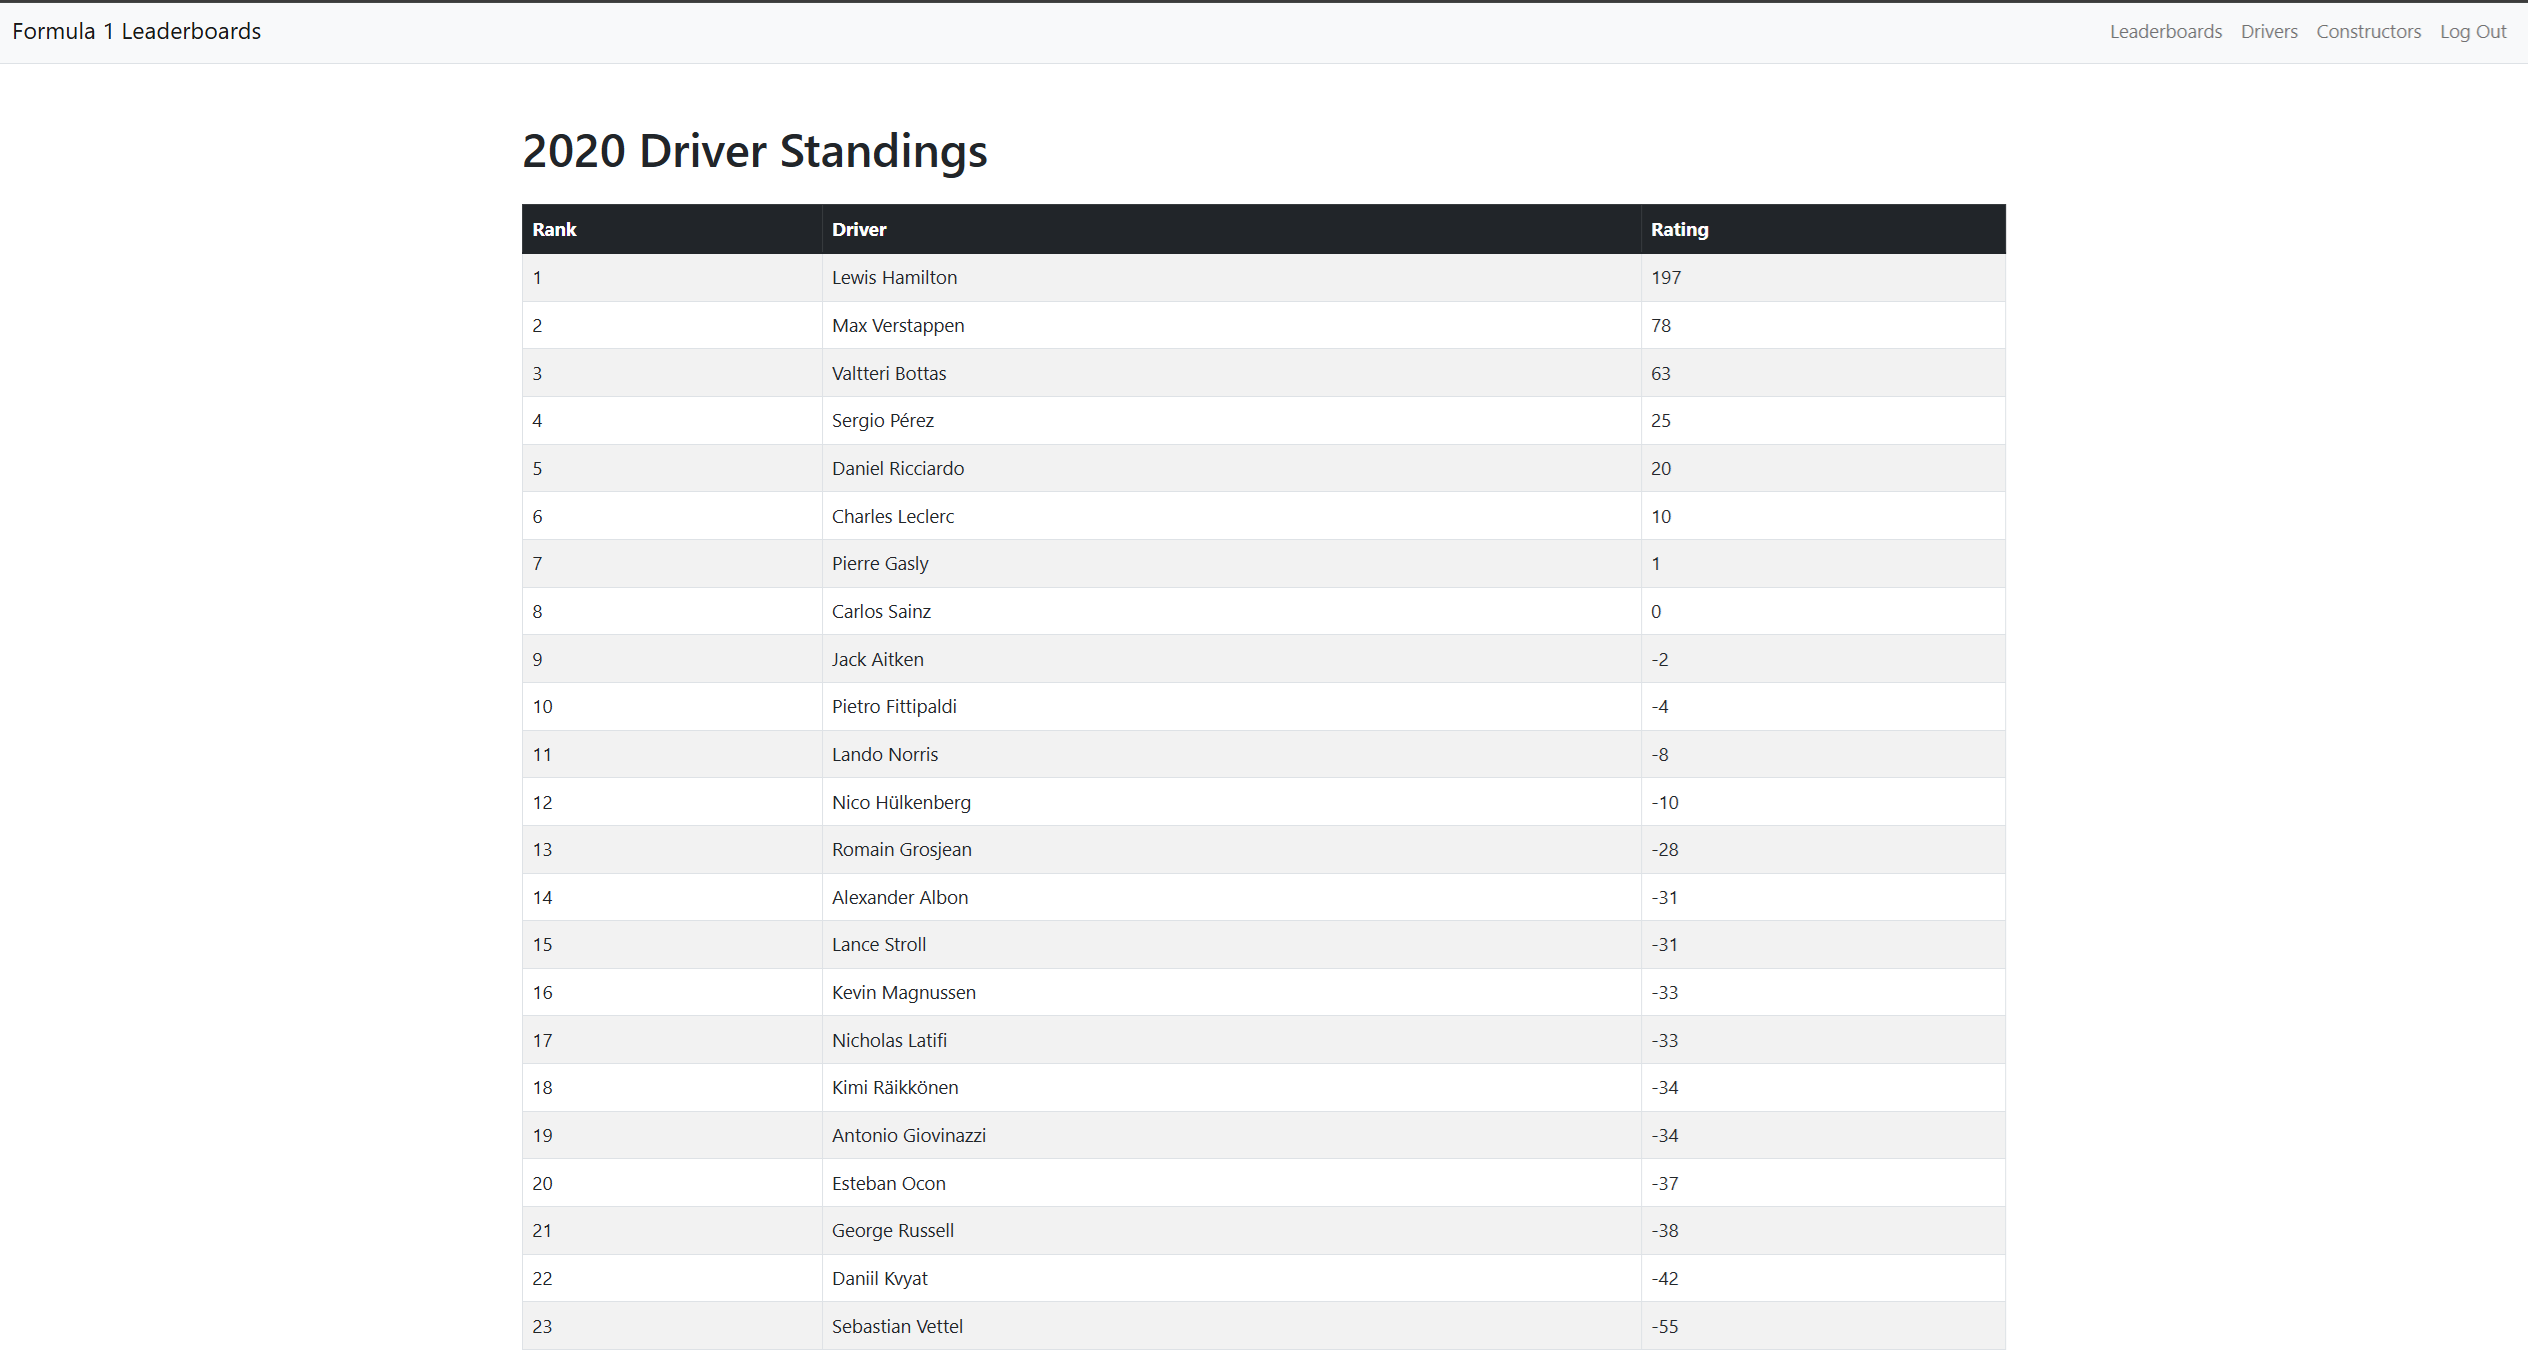 Formula 1 Leaderboards Leaderboards Drivers Constructors Log Out
2020 Driver Standings
Rank Driver Rating
1 Lewis Hamilton 197
2 Max Verstappen 78
3 Valtteri Bottas 63
4 Sergio Pérez 25
5 Daniel Ricciardo 20
6 Charles Leclerc 10
7 Pierre Gasly 1
8 Carlos Sainz 0
9 Jack Aitken -2
10 Pietro Fittipaldi -4
11 Lando Norris -8
12 Nico Hülkenberg -10
13 Romain Grosjean -28
14 Alexander Albon -31
15 Lance Stroll -31
16 Kevin Magnussen -33
17 Nicholas Latifi -33
18 Kimi Räikkönen -34
19 Antonio Giovinazzi -34
20 Esteban Ocon -37
21 George Russell -38
22 Daniil Kvyat -42
23 Sebastian Vettel -55